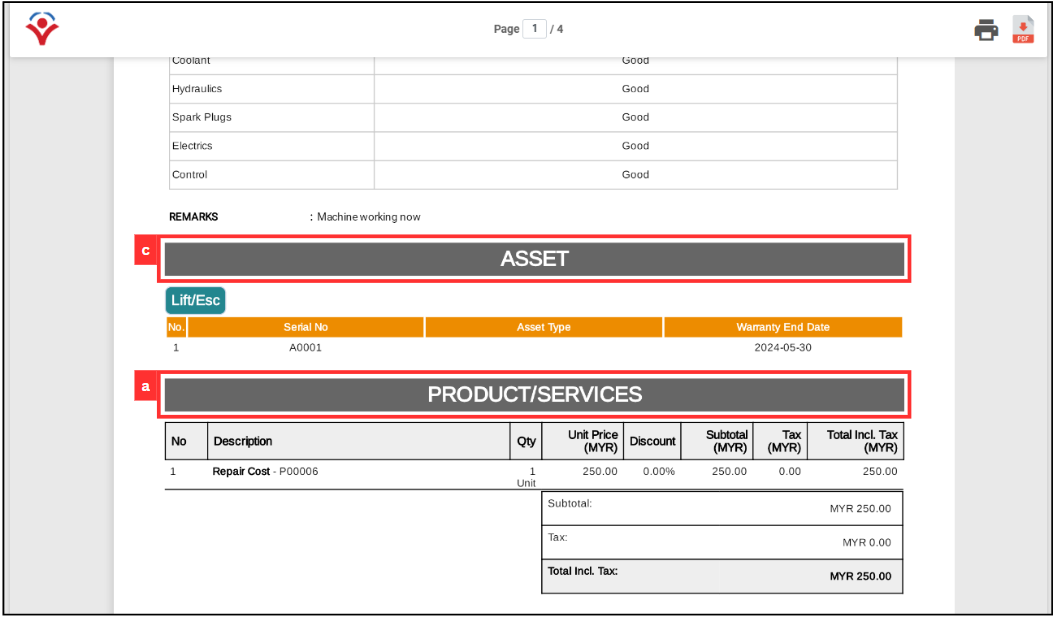 Page 1 / 4
PDF
Coolant Good
Hydraulics Good
Spark Plugs Good
Electrics Good
Control Good
REMARKS : Machine working now
c
ASSET
Lift/Esc
No. Serial No Asset Type Warranty End Date
1 A0001 2024-05-30
a
PRODUCT/SERVICES
No Description Qty Unit Price (MYR) Discount Subtotal (MYR) Tax (MYR) Total Incl. Tax (MYR)
1 Repair Cost - P00006 1 Unit 250.00 0.00% 250.00 0.00 250.00
Subtotal: MYR 250.00
Tax: MYR 0.00
Total Incl. Tax: MYR 250.00